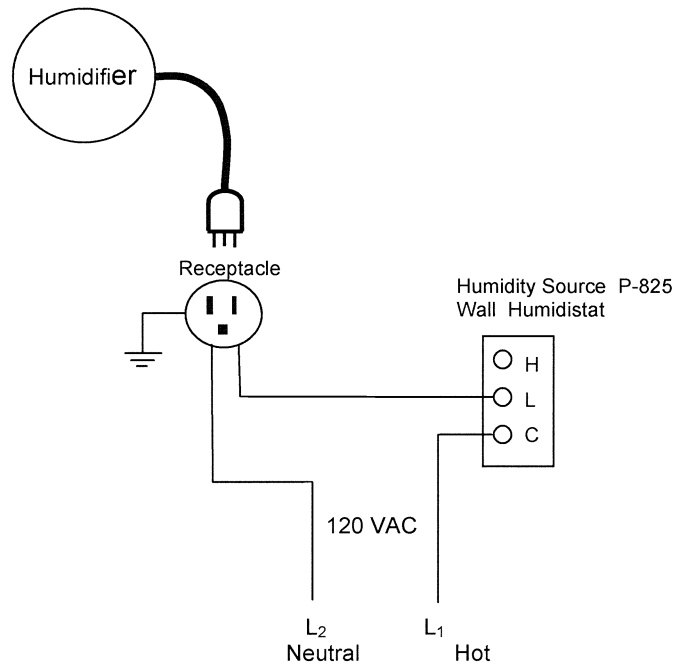 Humidifier
Receptacle
Humidity Source P-825
Wall Humidistat
H
L
C
120 VAC
L₂
Neutral
L₁
Hot